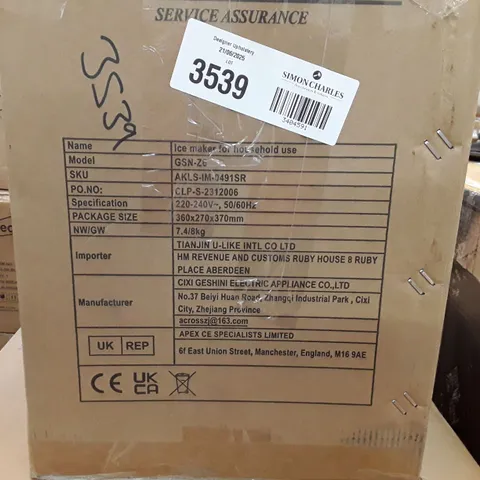 SERVICE ASSURANCE
Designer Upholstery
21/06/2025
Lot
3539
SIMON CHARLES
3404591
3539
Name Ice maker for household use
Model GSN-Z6
SKU AKLS-IM-0491SR
PO.NO: CLP-S-2312006
Specification 220-240V~, 50/60Hz
PACKAGE SIZE 360x270x370mm
NW/GW 7.4/8kg
Importer TIANJIN U-LIKE INTL CO LTD
HM REVENUE AND CUSTOMS RUBY HOUSE 8 RUBY
PLACE ABERDEEN
Manufacturer CIXI GESHINI ELECTRIC APPLIANCE CO.,LTD
No.37 Beiyi Huan Road, Zhangqi Industrial Park , Cixi
City, Zhejiang Province
acrosszj@163.com
UK REP APEX CE SPECIALISTS LIMITED
6f East Union Street, Manchester, England, M16 9AE
CE UK
CA